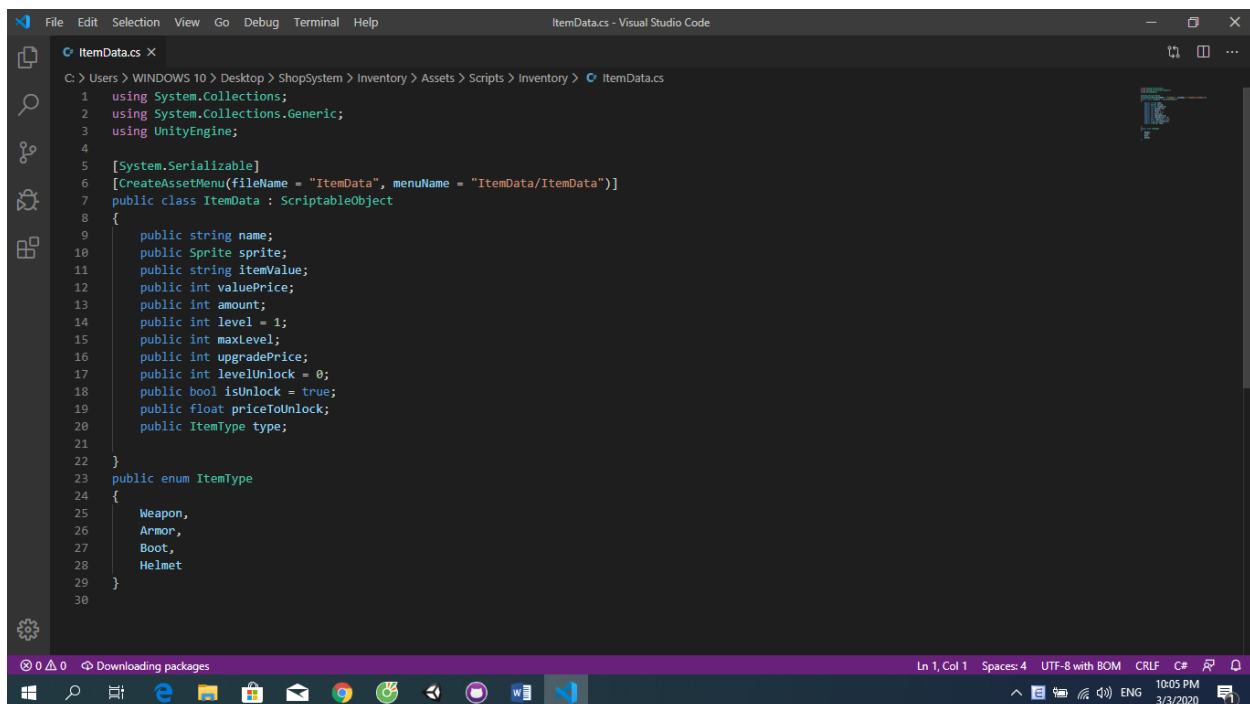 File Edit Selection View Go Debug Terminal Help ItemData.cs - Visual Studio Code
ItemData.cs
C: > Users > WINDOWS 10 > Desktop > ShopSystem > Inventory > Assets > Scripts > Inventory > ItemData.cs
1 using System.Collections;
2 using System.Collections.Generic;
3 using UnityEngine;
4
5 [System.Serializable]
6 [CreateAssetMenu(fileName = "ItemData", menuName = "ItemData/ItemData")]
7 public class ItemData : ScriptableObject
8 {
9 public string name;
10 public Sprite sprite;
11 public string itemValue;
12 public int valuePrice;
13 public int amount;
14 public int level = 1;
15 public int maxLevel;
16 public int upgradePrice;
17 public int levelUnlock = 0;
18 public bool isUnlock = true;
19 public float priceToUnlock;
20 public ItemType type;
21
22 }
23 public enum ItemType
24 {
25 Weapon,
26 Armor,
27 Boot,
28 Helmet
29 }
30
0 0 Downloading packages Ln 1, Col 1 Spaces: 4 UTF-8 with BOM CRLF C#
ENG 10:05 PM
3/3/2020